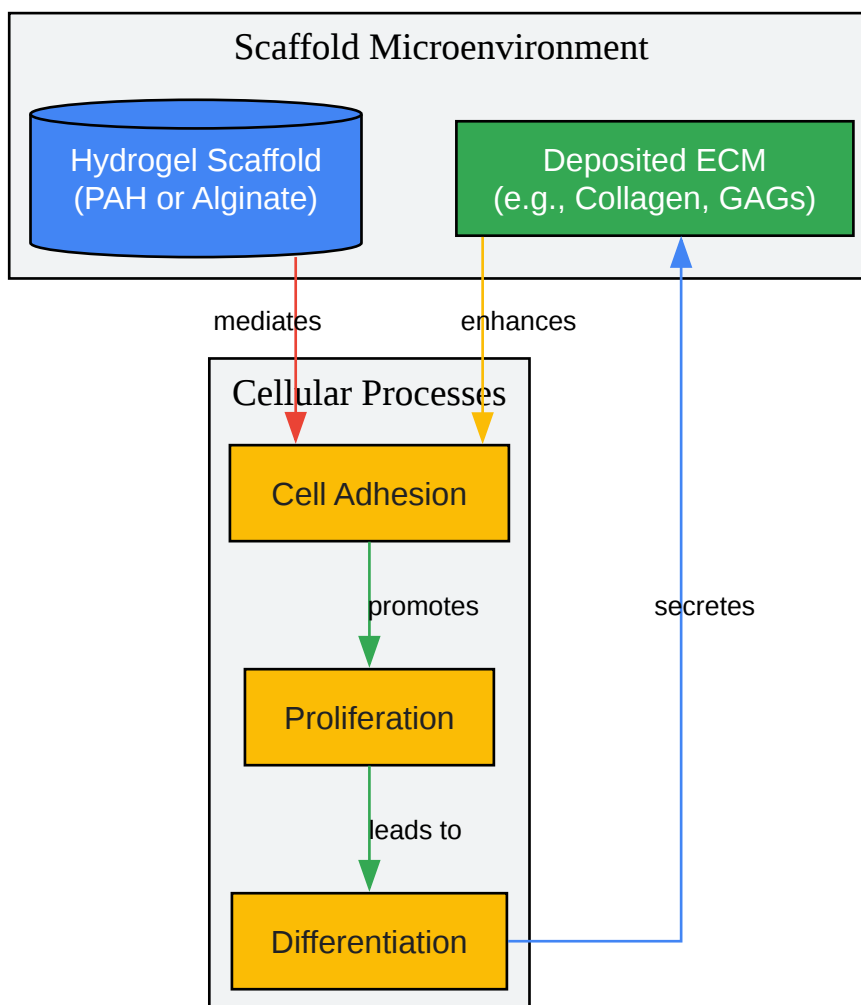 Scaffold Microenvironment
Hydrogel Scaffold
(PAH or Alginate)
Deposited ECM
(e.g., Collagen, GAGs)
mediates
enhances
Cellular Processes
Cell Adhesion
promotes
secretes
Proliferation
leads to
Differentiation